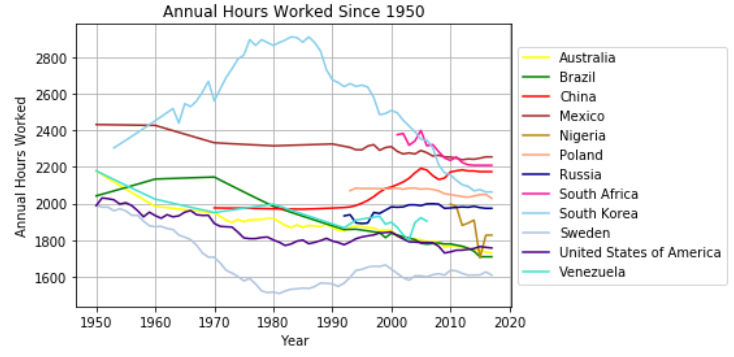 Annual Hours Worked Since 1950
Annual Hours Worked
2800
2600
2400
2200
2000
1800
1600
1950
1960
1970
1980
1990
2000
2010
2020
Year
Australia
Brazil
China
Mexico
Nigeria
Poland
Russia
South Africa
South Korea
Sweden
United States of America
Venezuela